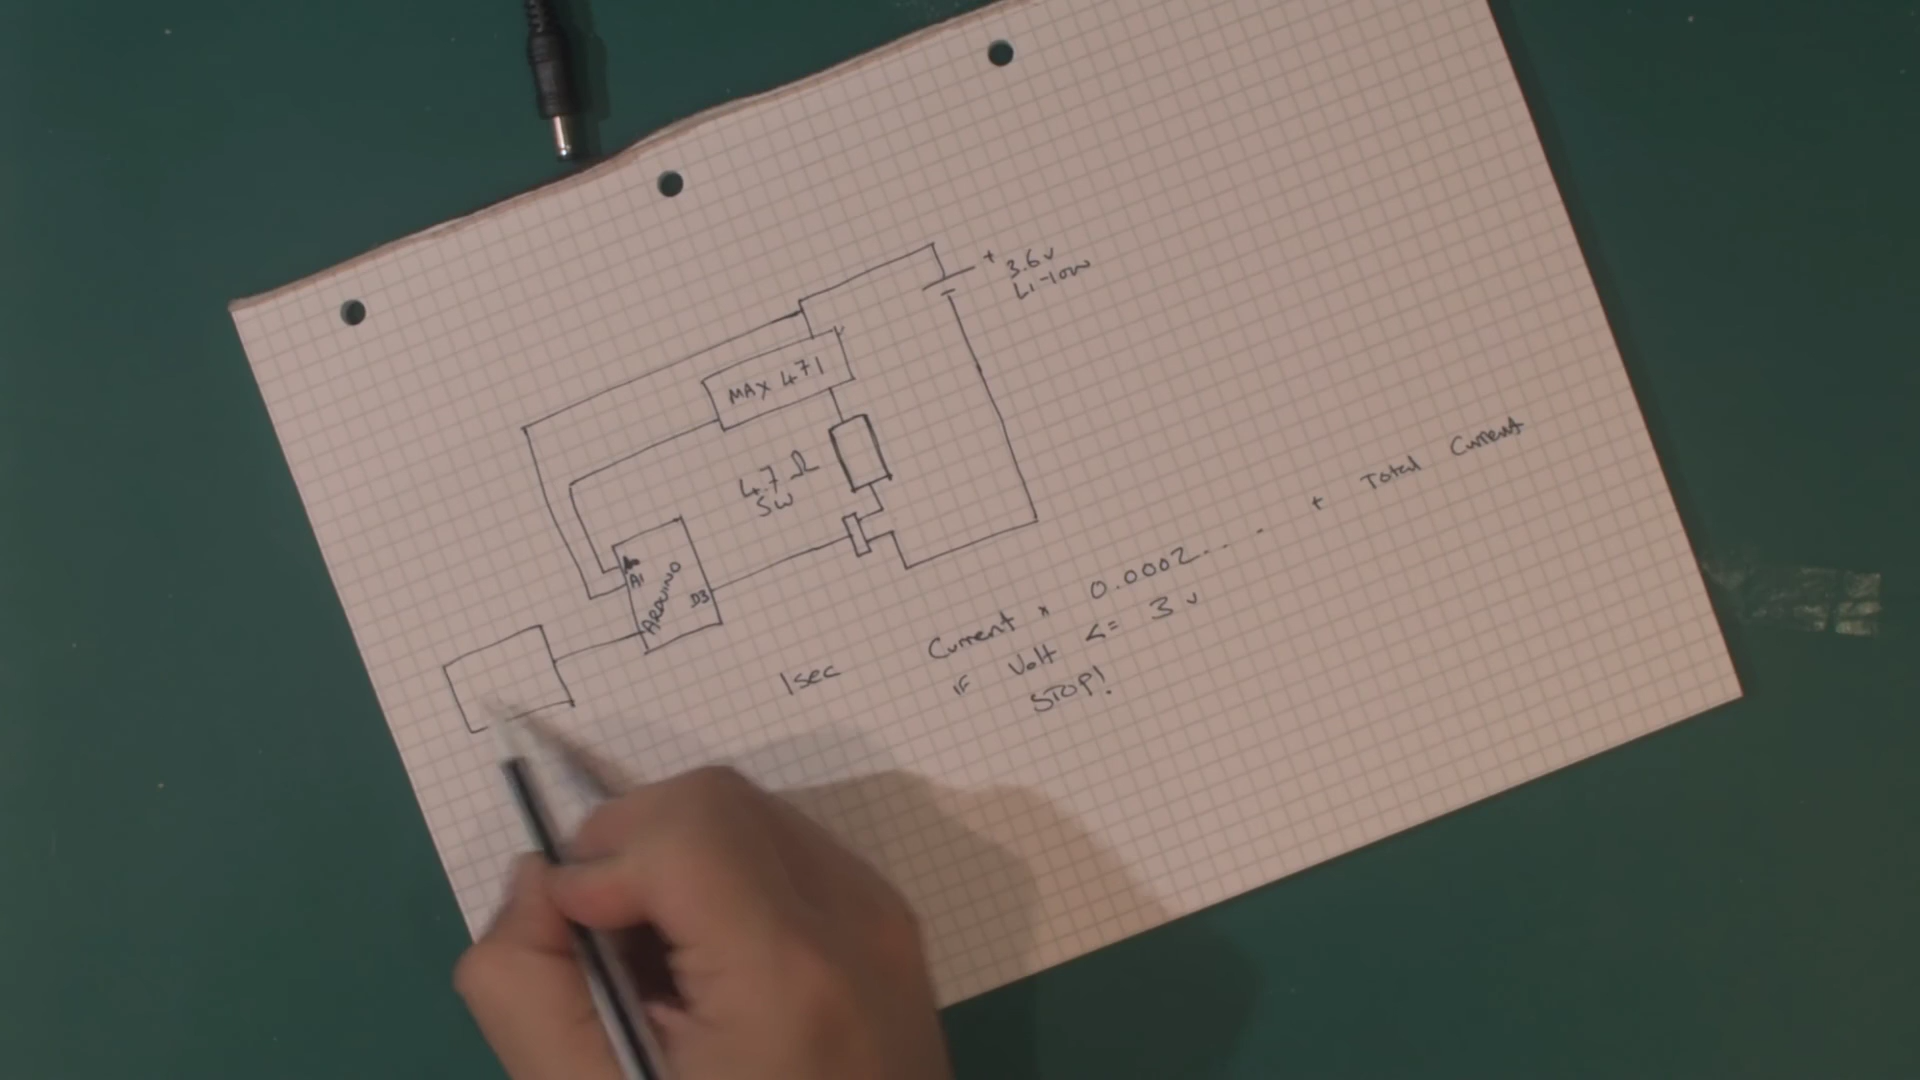 +
3.6v
Li-ion
MAX 471
4.7 Ω
5W
A1
ARDUINO
D3
1sec
Current x 0.0002.... + Total Current
IF Volt <= 3v
STOP!